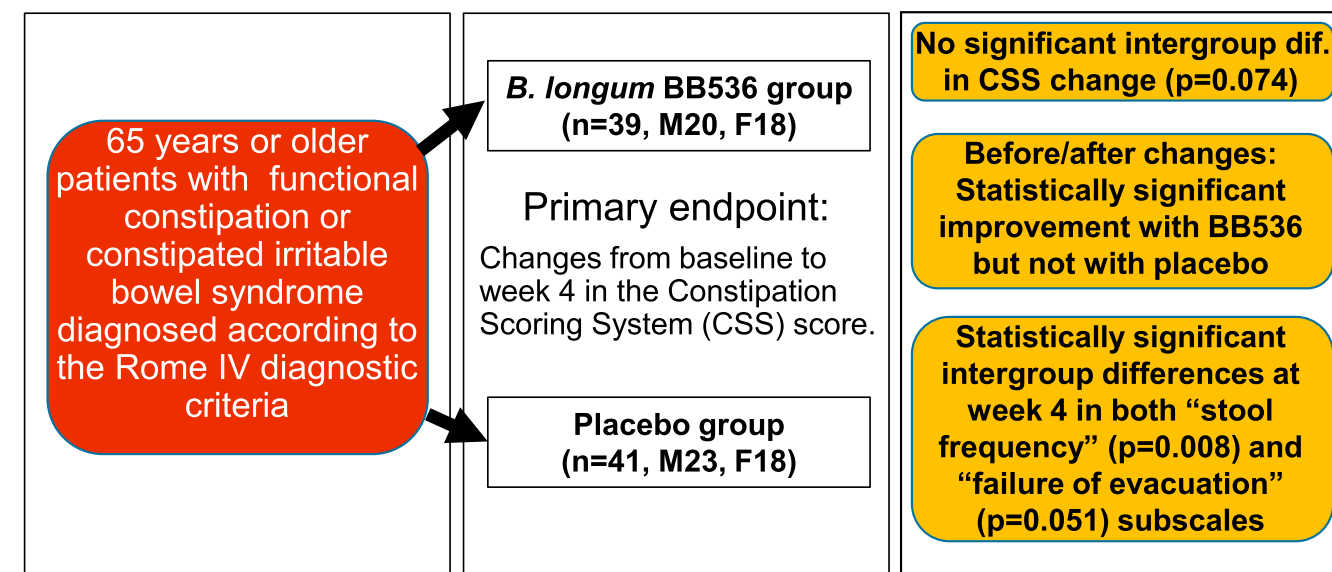 65 years or older
patients with functional
constipation or
constipated irritable
bowel syndrome
diagnosed according to
the Rome IV diagnostic
criteria
B. longum BB536 group
(n=39, M20, F18)
Primary endpoint:
Changes from baseline to
week 4 in the Constipation
Scoring System (CSS) score.
Placebo group
(n=41, M23, F18)
No significant intergroup dif.
in CSS change (p=0.074)
Before/after changes:
Statistically significant
improvement with BB536
but not with placebo
Statistically significant
intergroup differences at
week 4 in both “stool
frequency” (p=0.008) and
“failure of evacuation”
(p=0.051) subscales